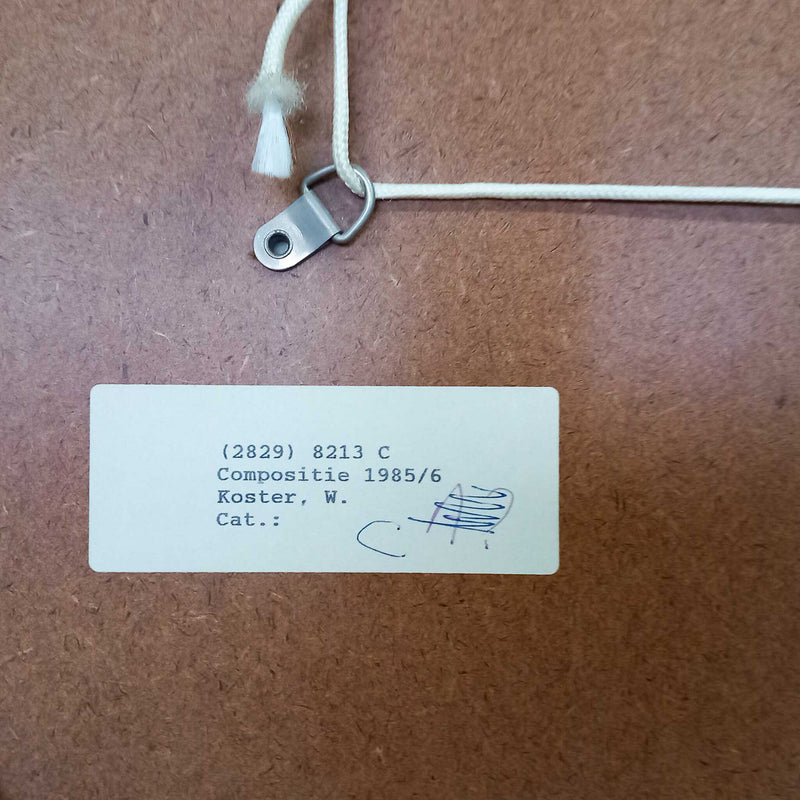 (2829) 8213 C
Compositie 1985/6
Koster, W.
Cat.:
C